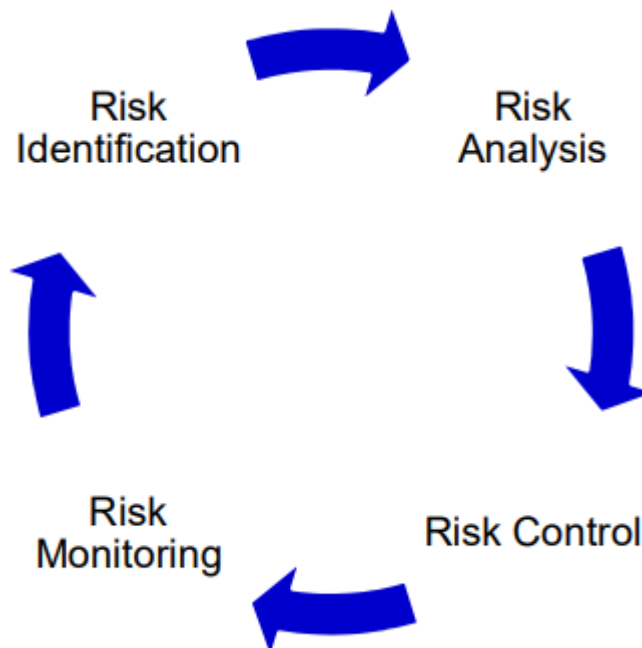 Risk
Identification
Risk
Analysis
Risk
Monitoring
Risk Control